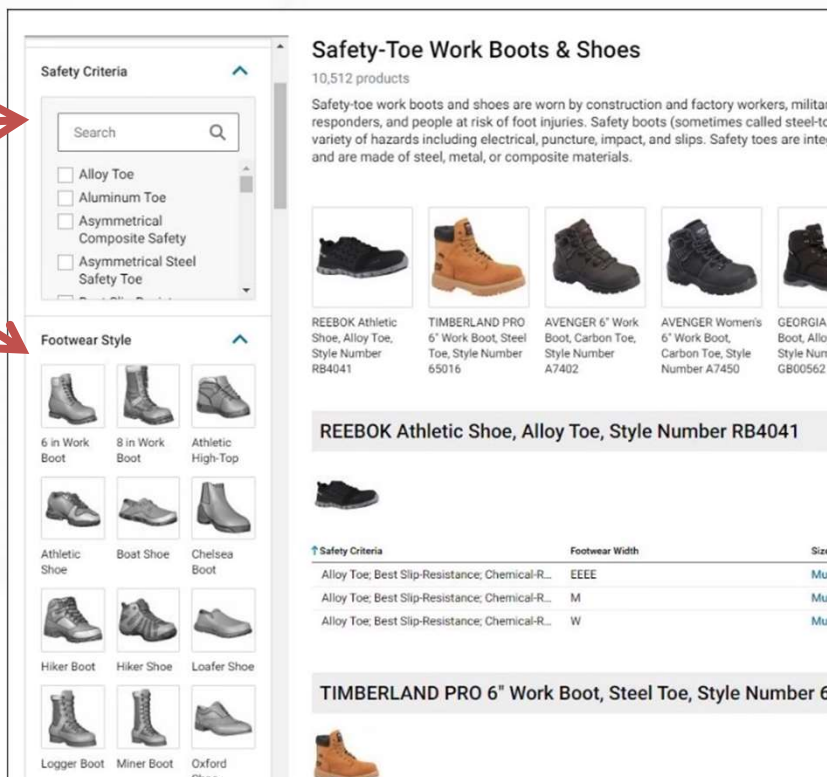 Safety Criteria
Search
Alloy Toe
Aluminum Toe
Asymmetrical
Composite Safety
Asymmetrical Steel
Safety Toe
Footwear Style
6 in Work
Boot
8 in Work
Boot
Athletic
High-Top
Athletic
Shoe
Boat Shoe
Chelsea
Boot
Hiker Boot
Hiker Shoe
Loafer Shoe
Logger Boot
Miner Boot
Oxford
Safety-Toe Work Boots & Shoes
10,512 products
Safety-toe work boots and shoes are worn by construction and factory workers, militar
responders, and people at risk of foot injuries. Safety boots (sometimes called steel-to
variety of hazards including electrical, puncture, impact, and slips. Safety toes are integ
and are made of steel, metal, or composite materials.
REEBOK Athletic
Shoe, Alloy Toe,
Style Number
RB4041
TIMBERLAND PRO
6" Work Boot, Steel
Toe, Style Number
65016
AVENGER 6" Work
Boot, Carbon Toe,
Style Number
A7402
AVENGER Women's
6" Work Boot,
Carbon Toe, Style
Number A7450
GEORGIA
Boot, Allo
Style Num
GB00562
REEBOK Athletic Shoe, Alloy Toe, Style Number RB4041
Safety Criteria Footwear Width Size
Alloy Toe; Best Slip-Resistance; Chemical-R... EEEE Mu
Alloy Toe; Best Slip-Resistance; Chemical-R... M Mu
Alloy Toe; Best Slip-Resistance; Chemical-R... W Mu
TIMBERLAND PRO 6" Work Boot, Steel Toe, Style Number 6